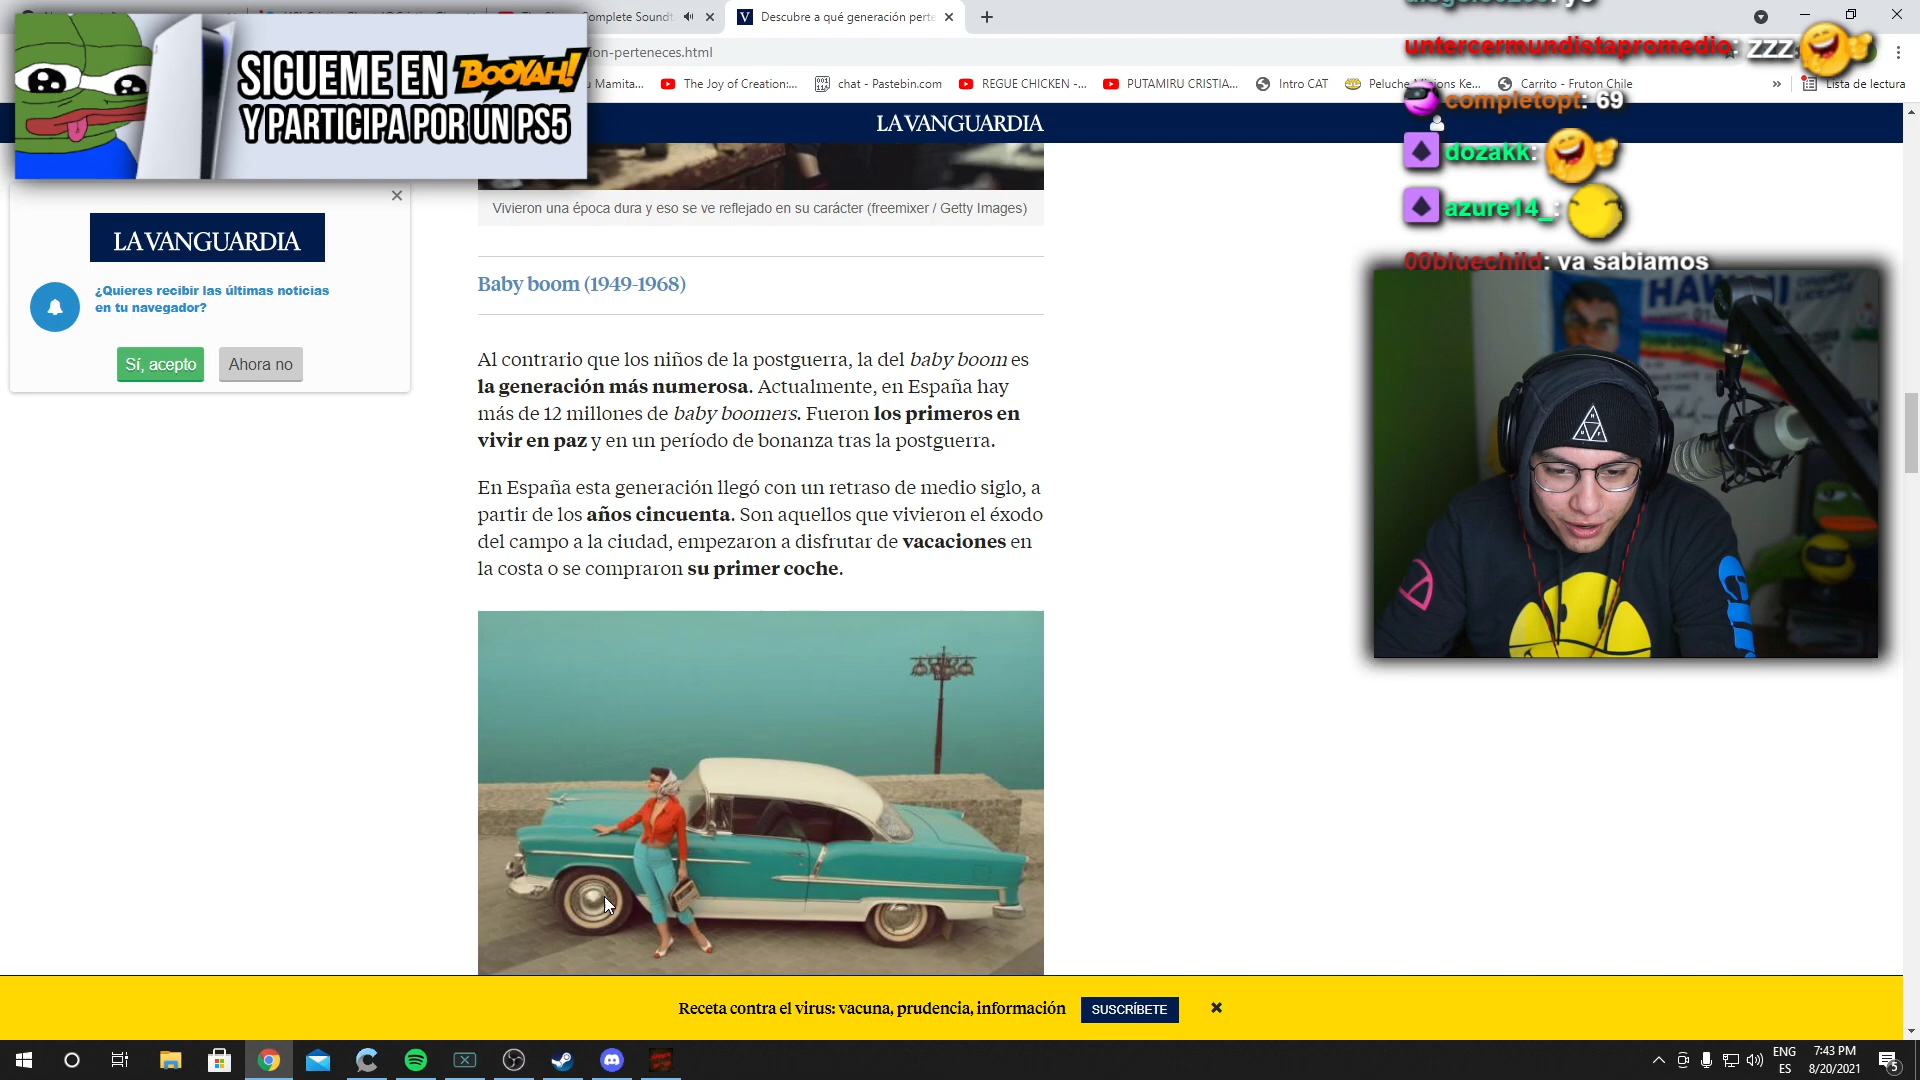 omplete Soundt
Descubre a qué generación perte
SIGUEME EN BOOYAH!
Y PARTICIPA POR UN PS5
ion-perteneces.html
u Mamita...
The Joy of Creation:...
chat - Pastebin.com
REGUE CHICKEN -...
PUTAMIRU CRISTIA...
Intro CAT
Peluche
ions Ke...
Carrito - Fruton Chile
»
Lista de lectura
untercermundistapromedio: zzz
completopt: 69
dozakk:
azure14_:
00bluechild: ya sabiamos
LA VANGUARDIA
LA VANGUARDIA
¿Quieres recibir las últimas noticias
en tu navegador?
Sí, acepto
Ahora no
Vivieron una época dura y eso se ve reflejado en su carácter (freemixer / Getty Images)
Baby boom (1949-1968)
Al contrario que los niños de la postguerra, la del baby boom es
la generación más numerosa. Actualmente, en España hay
más de 12 millones de baby boomers. Fueron los primeros en
vivir en paz y en un período de bonanza tras la postguerra.
En España esta generación llegó con un retraso de medio siglo, a
partir de los años cincuenta. Son aquellos que vivieron el éxodo
del campo a la ciudad, empezaron a disfrutar de vacaciones en
la costa o se compraron su primer coche.
HAWAII
Receta contra el virus: vacuna, prudencia, información
SUSCRÍBETE
ENG
ES
7:43 PM
8/20/2021
5